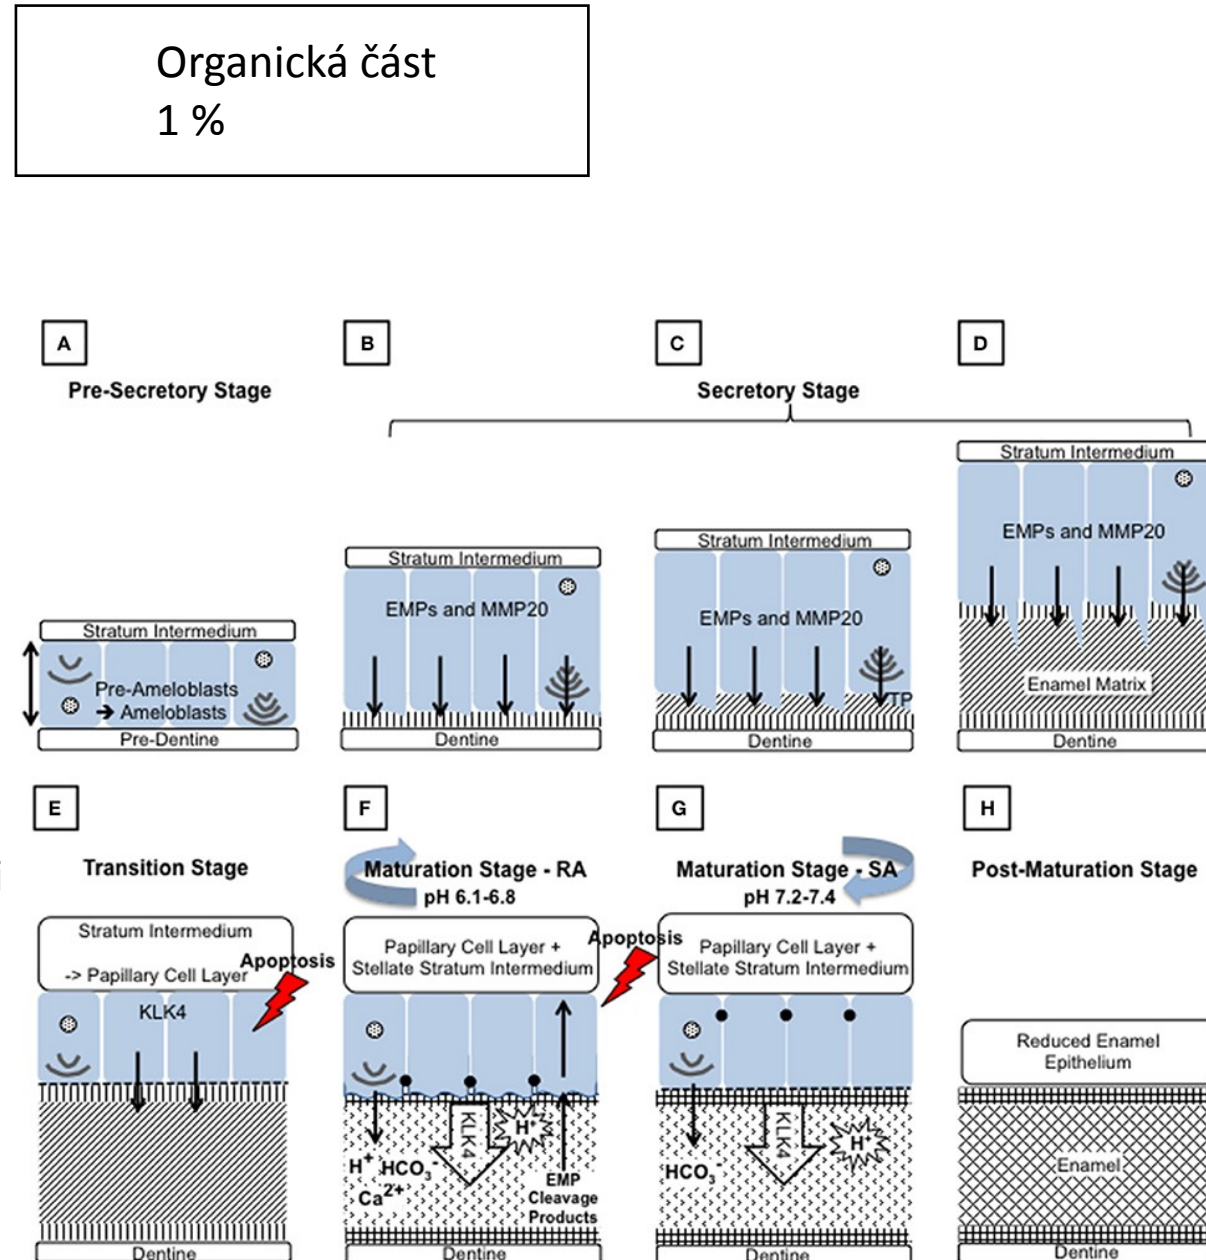 Organická část
1 %
A
Pre-Secretory Stage
B
C
D
Secretory Stage
Stratum Intermedium
Pre-Ameloblasts
➔ Ameloblasts
Pre-Dentine
Stratum Intermedium
EMPs and MMP20
Dentine
Stratum Intermedium
EMPs and MMP20
TP
Dentine
Stratum Intermedium
EMPs and MMP20
Enamel Matrix
Dentine
E
Transition Stage
Stratum Intermedium
-> Papillary Cell Layer
Apoptosis
KLK4
Dentine
F
Maturation Stage - RA
pH 6.1-6.8
Papillary Cell Layer +
Stellate Stratum Intermedium
Apoptosis
KLK4
H⁺
H⁺ HCO₃⁻
Ca²⁺
EMP
Cleavage
Products
Dentine
G
Maturation Stage - SA
pH 7.2-7.4
Papillary Cell Layer +
Stellate Stratum Intermedium
KLK4
H⁺
HCO₃⁻
Dentine
H
Post-Maturation Stage
Reduced Enamel
Epithelium
Enamel
Dentine